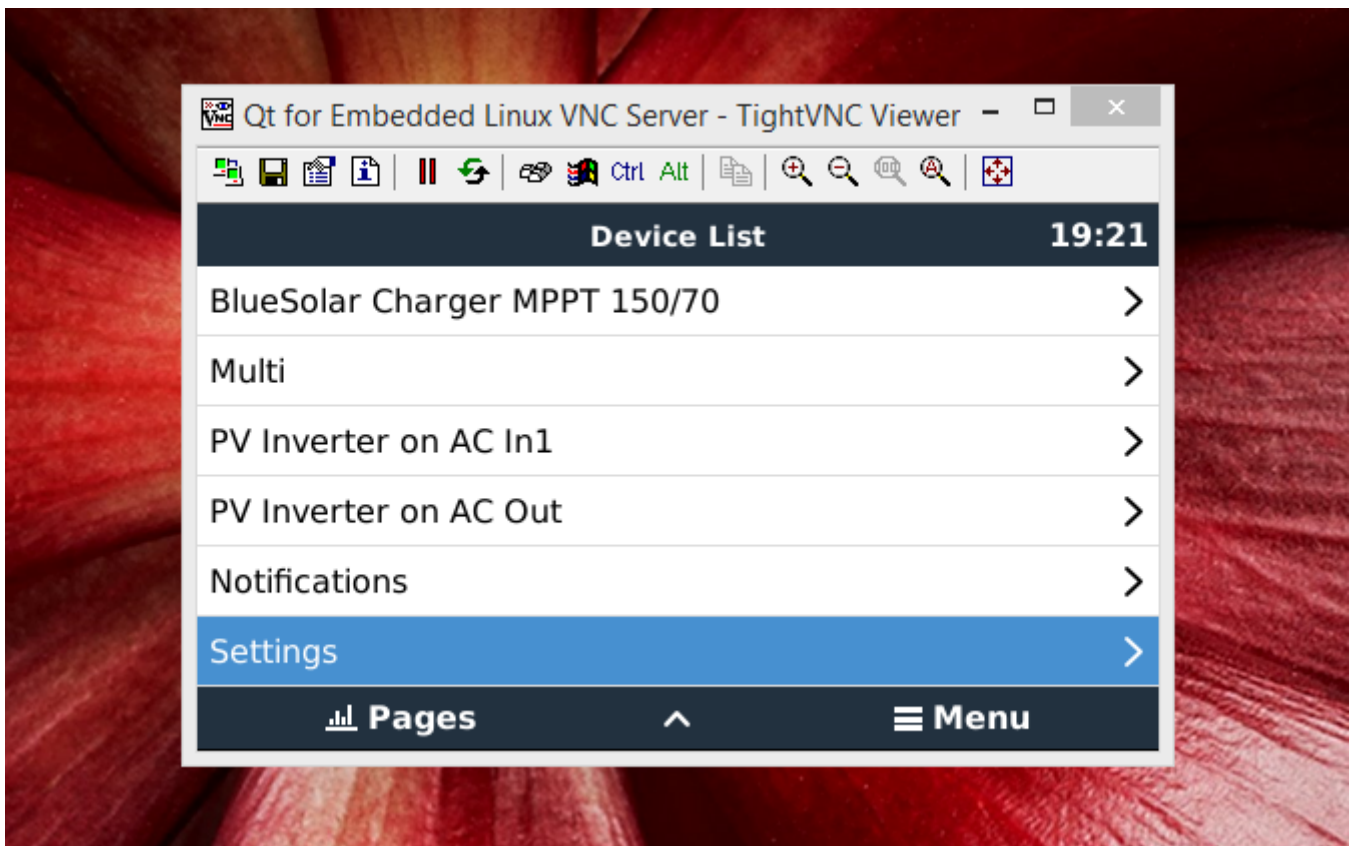 Qt for Embedded Linux VNC Server - TightVNC Viewer
Ctrl Alt
Device List 19:21
BlueSolar Charger MPPT 150/70
Multi
PV Inverter on AC In1
PV Inverter on AC Out
Notifications
Settings
Pages Menu